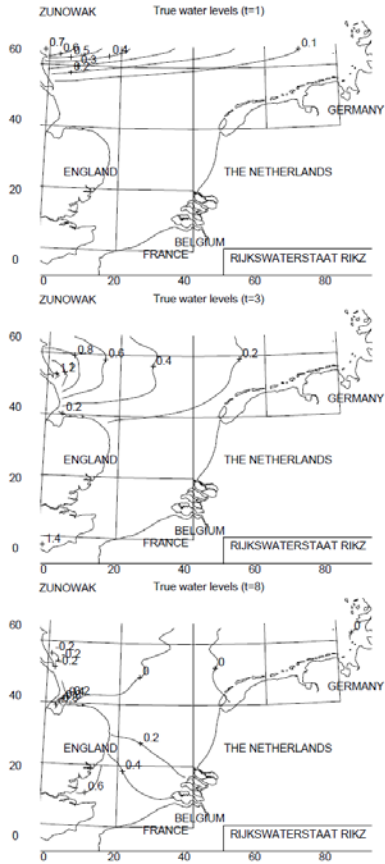 ZUNOWAK True water levels (t=1)
60 0.7 0.6 0.5 0.4 0.3 0.2 0.1
GERMANY
40
ENGLAND THE NETHERLANDS
20
BELGIUM
FRANCE RIJKSWATERSTAAT RIKZ
0
0 20 40 60 80
ZUNOWAK True water levels (t=3)
60
0.8 0.6 0.4 0.2
GERMANY
40 0.2
ENGLAND THE NETHERLANDS
20
BELGIUM
1.4 FRANCE RIJKSWATERSTAAT RIKZ
0
0 20 40 60 80
ZUNOWAK True water levels (t=8)
60 0
-0.2
0.2
-0.2 0 0
GERMANY
40
0.2
ENGLAND THE NETHERLANDS
20 0.4
0.6
BELGIUM
FRANCE RIJKSWATERSTAAT RIKZ
0
0 20 40 60 80